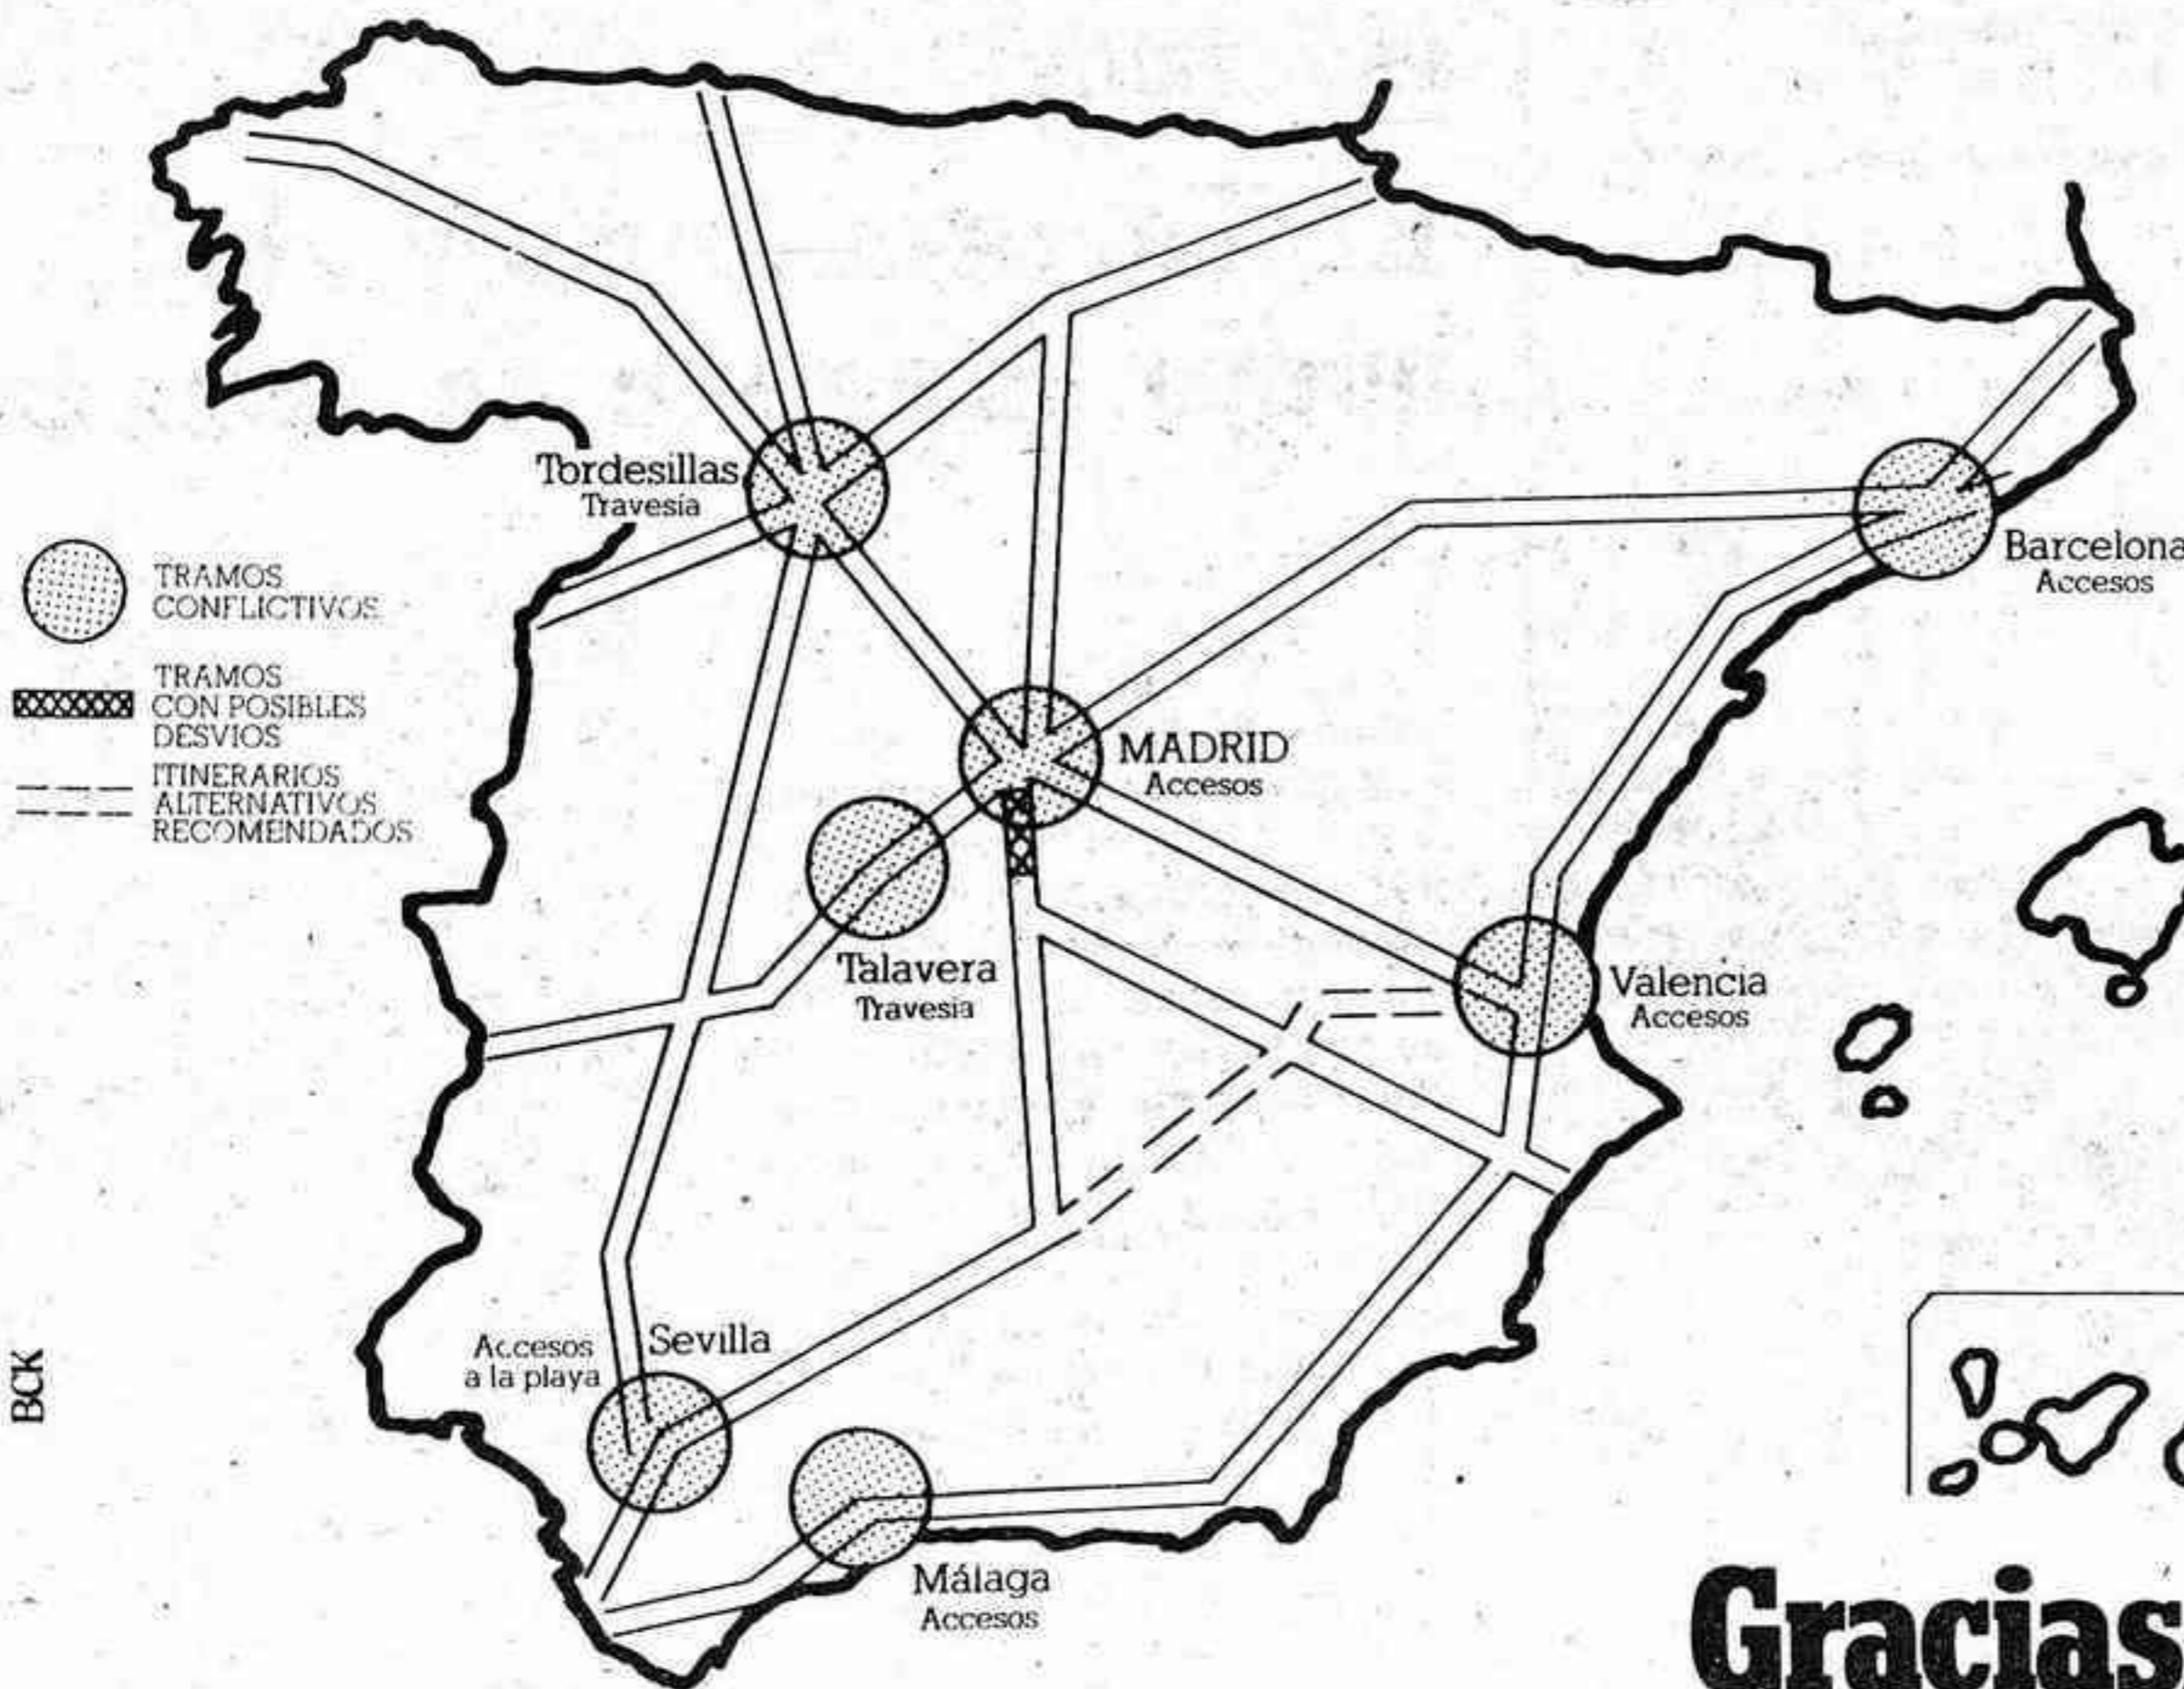 Tordesillas
Travesía
TRAMOS
CONFLICTIVOS
TRAMOS
CON POSIBLES
DESVIOS
ITINERARIOS
ALTERNATIVOS
RECOMENDADOS
Barcelona
Accesos
MADRID
Accesos
Talavera
Travesía
Valencia
Accesos
Accesos
a la playa
Sevilla
Málaga
Accesos
BCK
Gracias